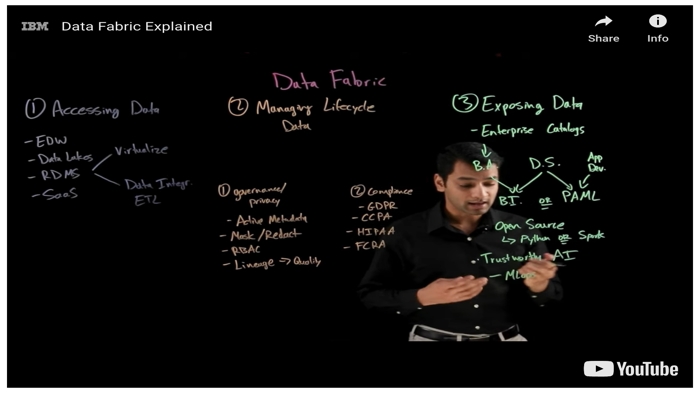 IBM Data Fabric Explained
Share
Info
Data Fabric
1 Accessing Data
- EDW
- Data Lakes
- RDMS
- SaaS
Virtualize
Data Integr.
ETL
2 Managing Lifecycle
Data
1 governance/
privacy
- Active Metadata
- Mask/Redact
- RBAC
- Lineage => Quality
2 Compliance
- GDPR
- CCPA
- HIPAA
- FCRA
3 Exposing Data
- Enterprise Catalogs
B.A.
D.S.
App
Dev.
BI. OR PAML
· Open Source
↳ Python OR Spark
· Trustworthy AI
- MLops
YouTube